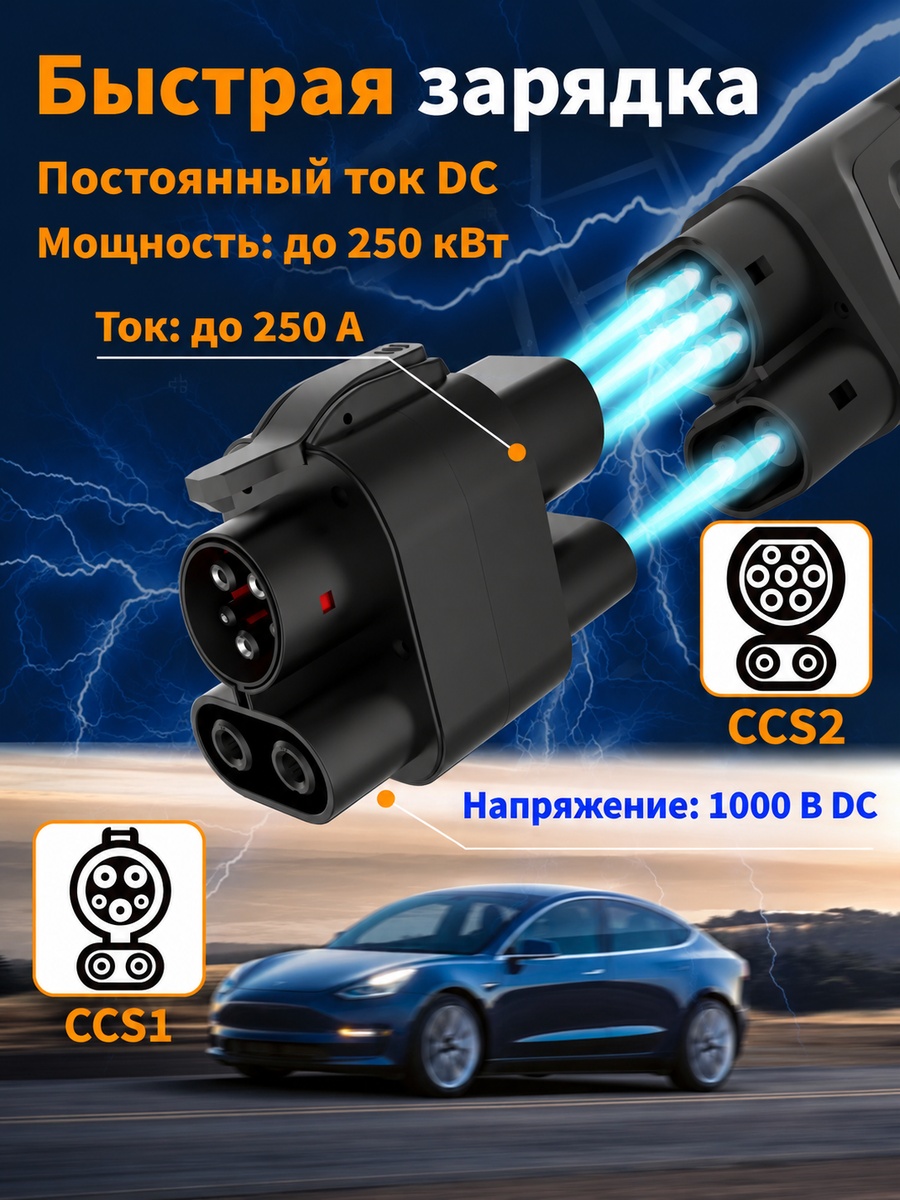 Быстрая зарядка
Постоянный ток DC
Мощность: до 250 кВт
Ток: до 250 А
CCS2
Напряжение: 1000 В DC
CCS1